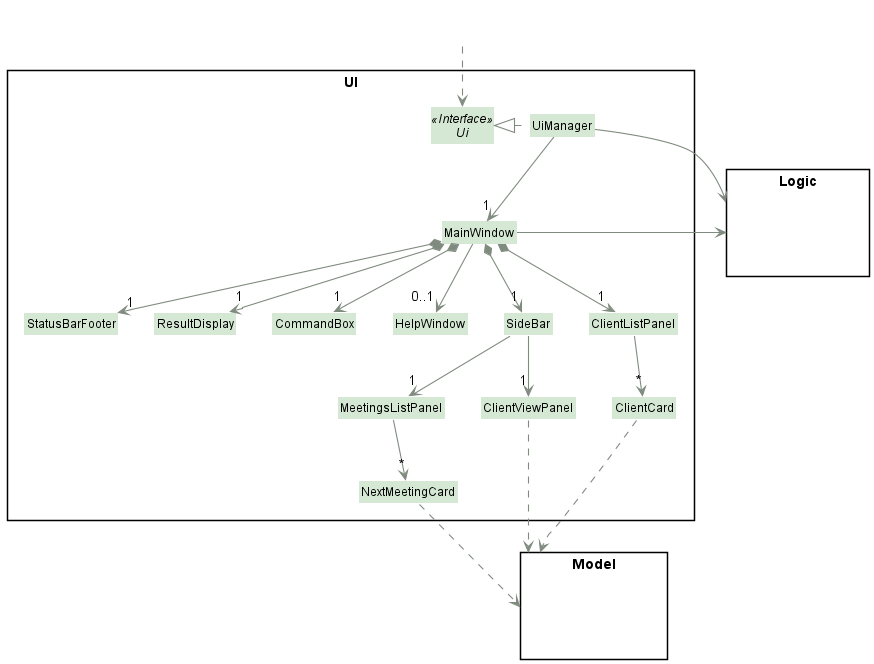 UI
«Interface»
Ui
UiManager
Logic
1
MainWindow
1
1
1
0..1
1
1
StatusBarFooter
ResultDisplay
CommandBox
HelpWindow
SideBar
ClientListPanel
1
1
*
MeetingsListPanel
ClientViewPanel
ClientCard
*
NextMeetingCard
Model